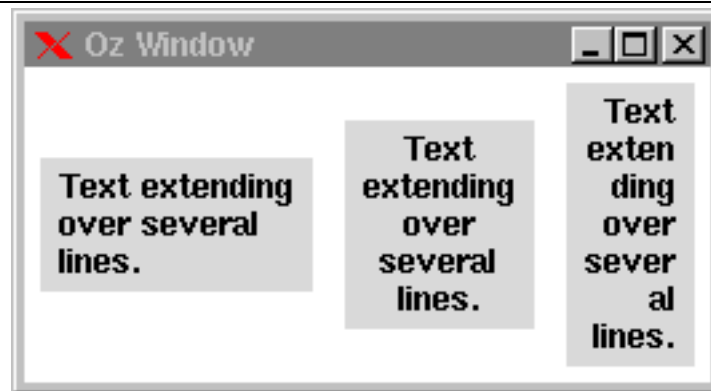 Oz Window
Text extending
over several
lines.
Text
extending
over
several
lines.
Text
exten
ding
over
sever
al
lines.